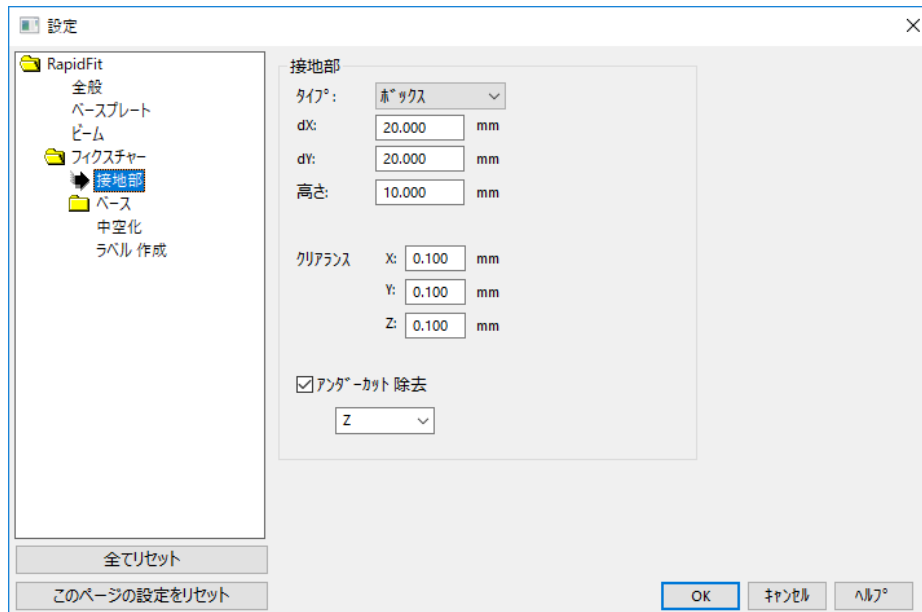 設定
RapidFit
全般
ベースプレート
ビーム
フィクスチャー
接地部
ベース
中空化
ラベル 作成
全てリセット
このページの設定をリセット
接地部
ﾀｲﾌﾟ: ﾎﾞｯｸｽ
dX: 20.000 mm
dY: 20.000 mm
高さ: 10.000 mm
ｸﾘｱﾗﾝｽ X: 0.100 mm
Y: 0.100 mm
Z: 0.100 mm
ｱﾝﾀﾞｰｶｯﾄ 除去
Z
OK ｷｬﾝｾﾙ ﾍﾙﾌﾟ